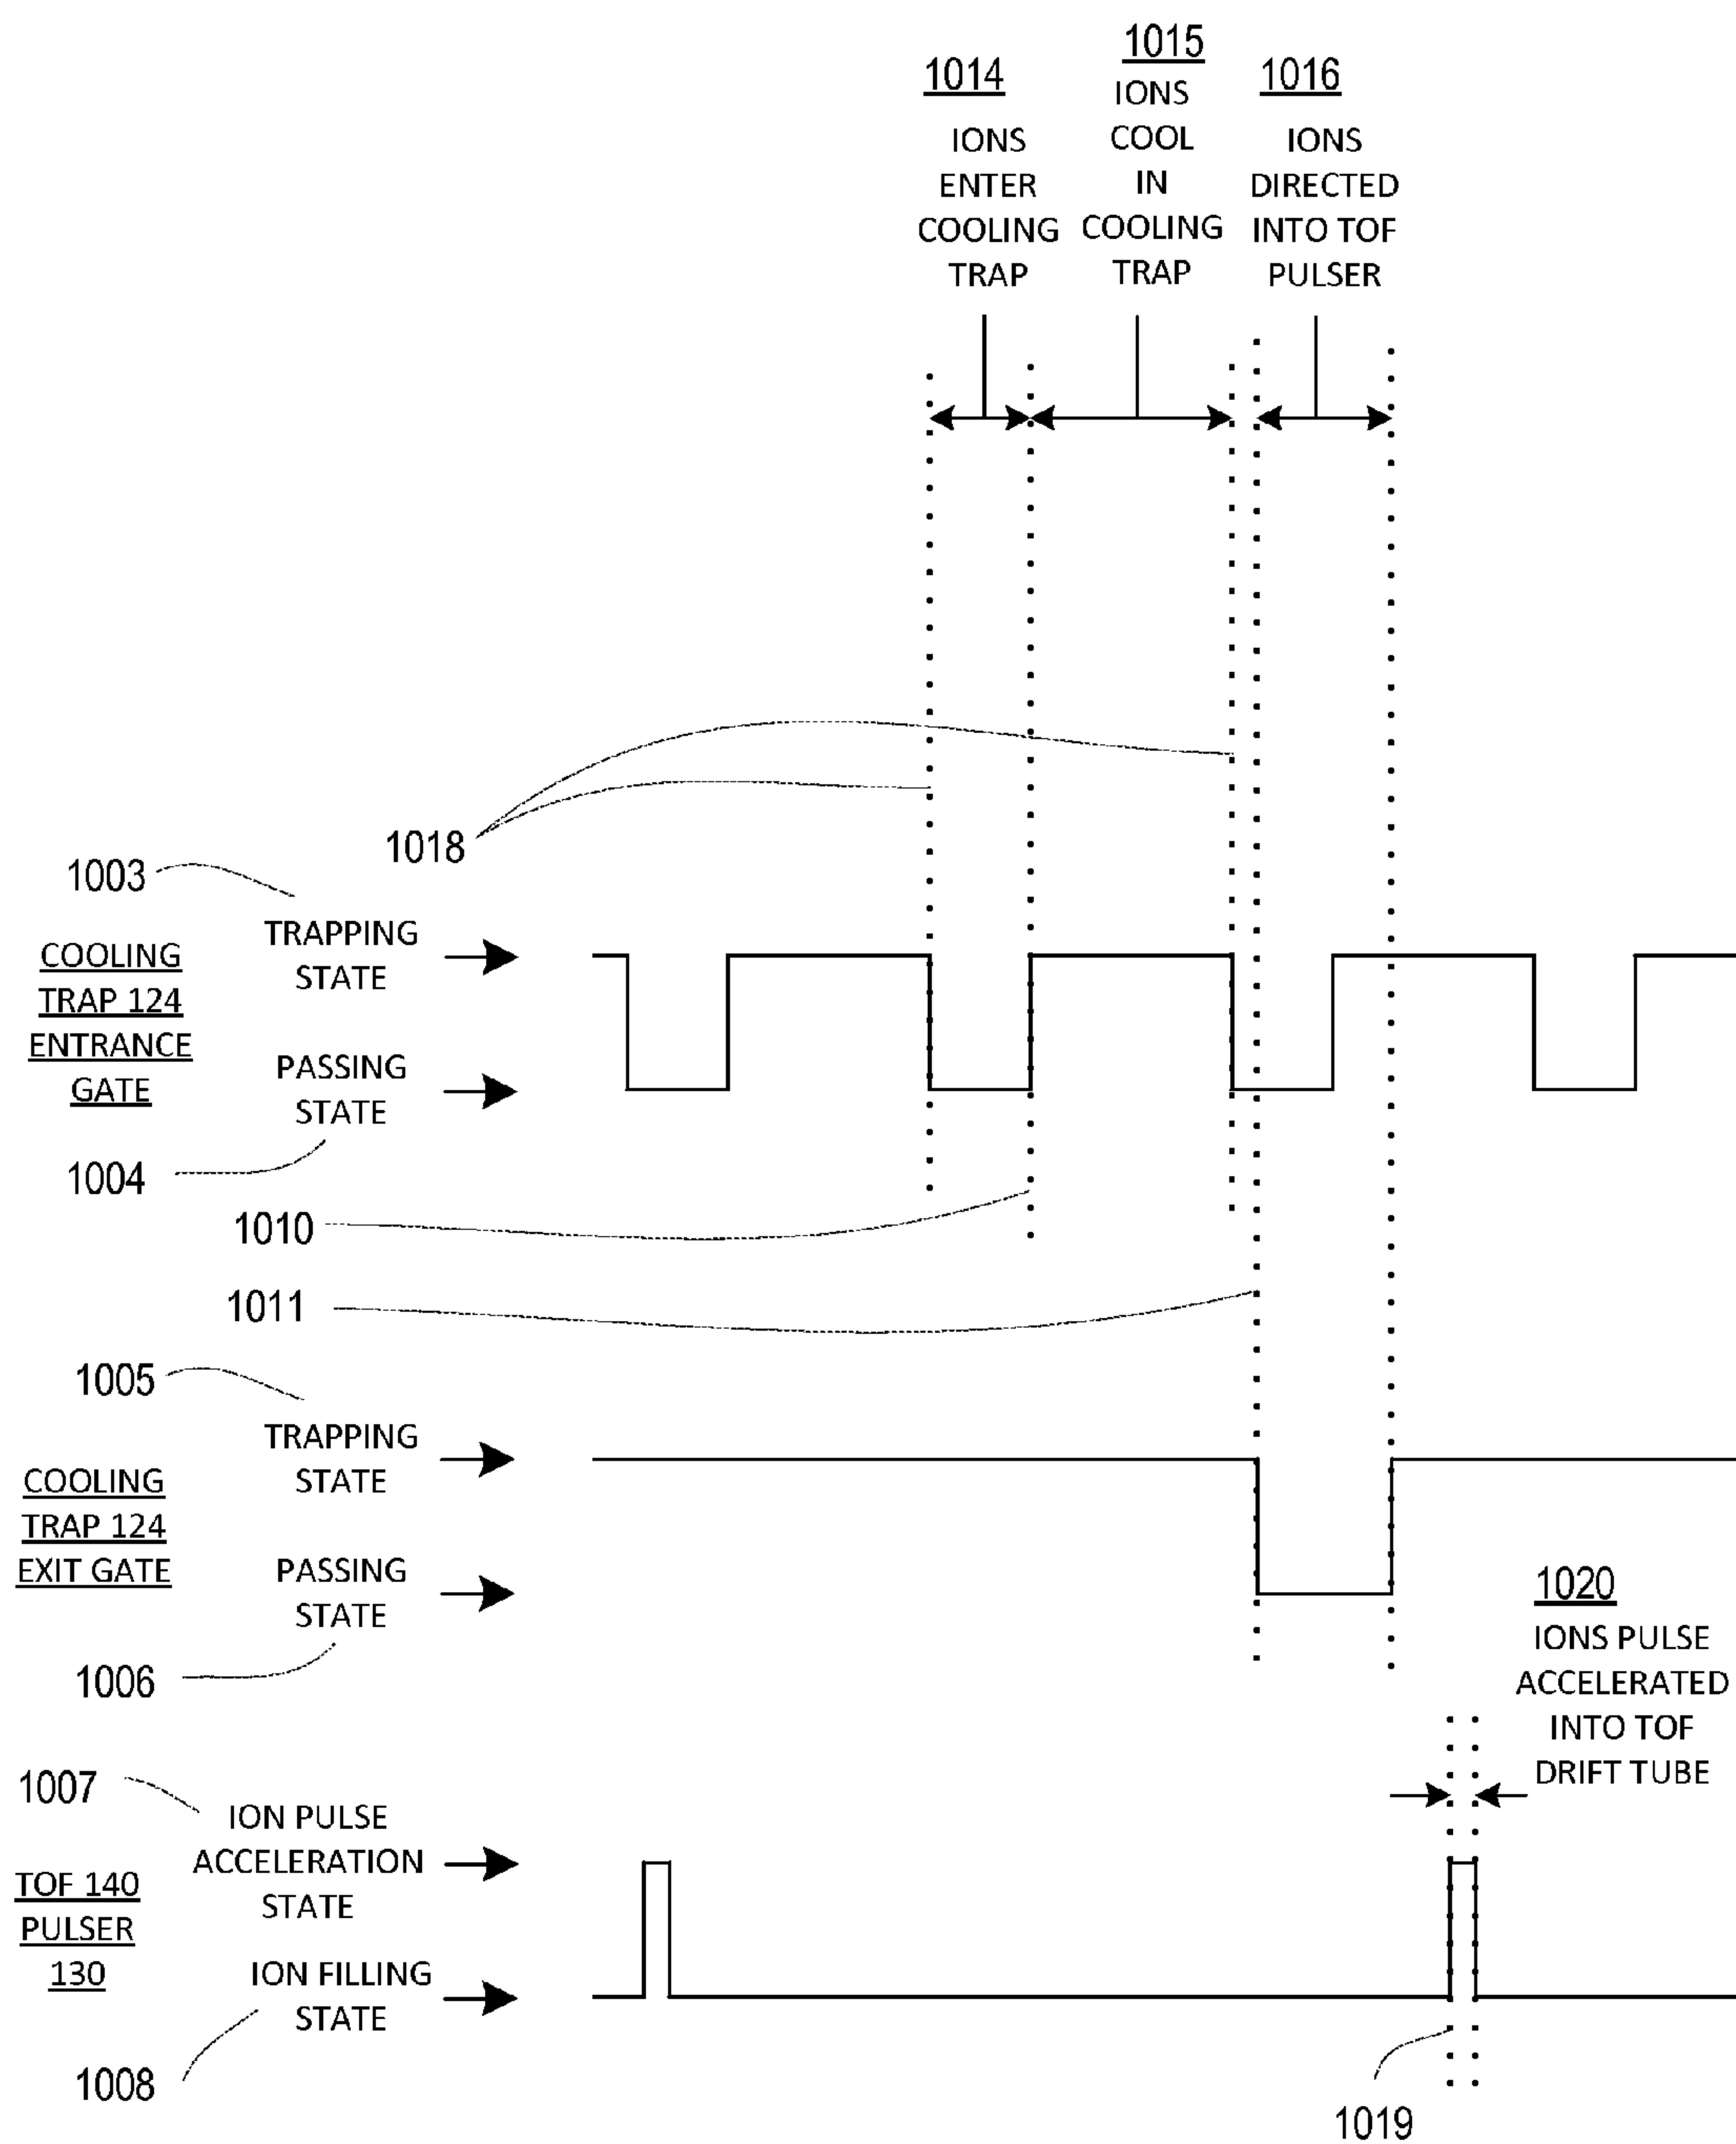 1014
IONS
ENTER
COOLING
TRAP
1015
IONS
COOL
IN
COOLING
TRAP
1016
IONS
DIRECTED
INTO TOF
PULSER
1018
1003
TRAPPING
STATE
COOLING
TRAP 124
ENTRANCE
GATE
PASSING
STATE
1004
1010
1011
1005
TRAPPING
STATE
COOLING
TRAP 124
EXIT GATE
PASSING
STATE
1006
1020
IONS PULSE
ACCELERATED
INTO TOF
DRIFT TUBE
1007
ION PULSE
ACCELERATION
STATE
TOF 140
PULSER
130
ION FILLING
STATE
1008
1019